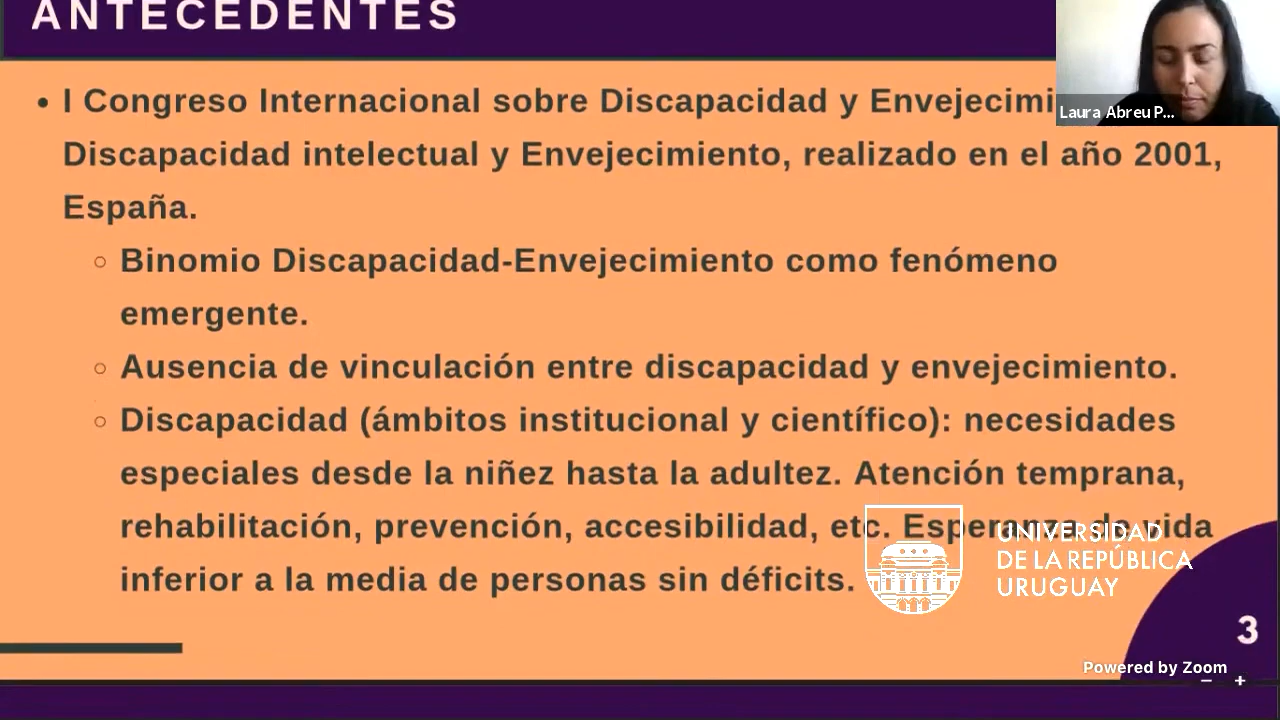 ANTECEDENTES
I Congreso Internacional sobre Discapacidad y Envejecimi
Laura Abreu P...
Discapacidad intelectual y Envejecimiento, realizado en el año 2001,
España.
Binomio Discapacidad-Envejecimiento como fenómeno
emergente.
Ausencia de vinculación entre discapacidad y envejecimiento.
Discapacidad (ámbitos institucional y científico): necesidades
especiales desde la niñez hasta la adultez. Atención temprana,
rehabilitación, prevención, accesibilidad, etc. Esperanza de vida
inferior a la media de personas sin déficits.
UNIVERSIDAD
DE LA REPÚBLICA
URUGUAY
3
Powered by Zoom